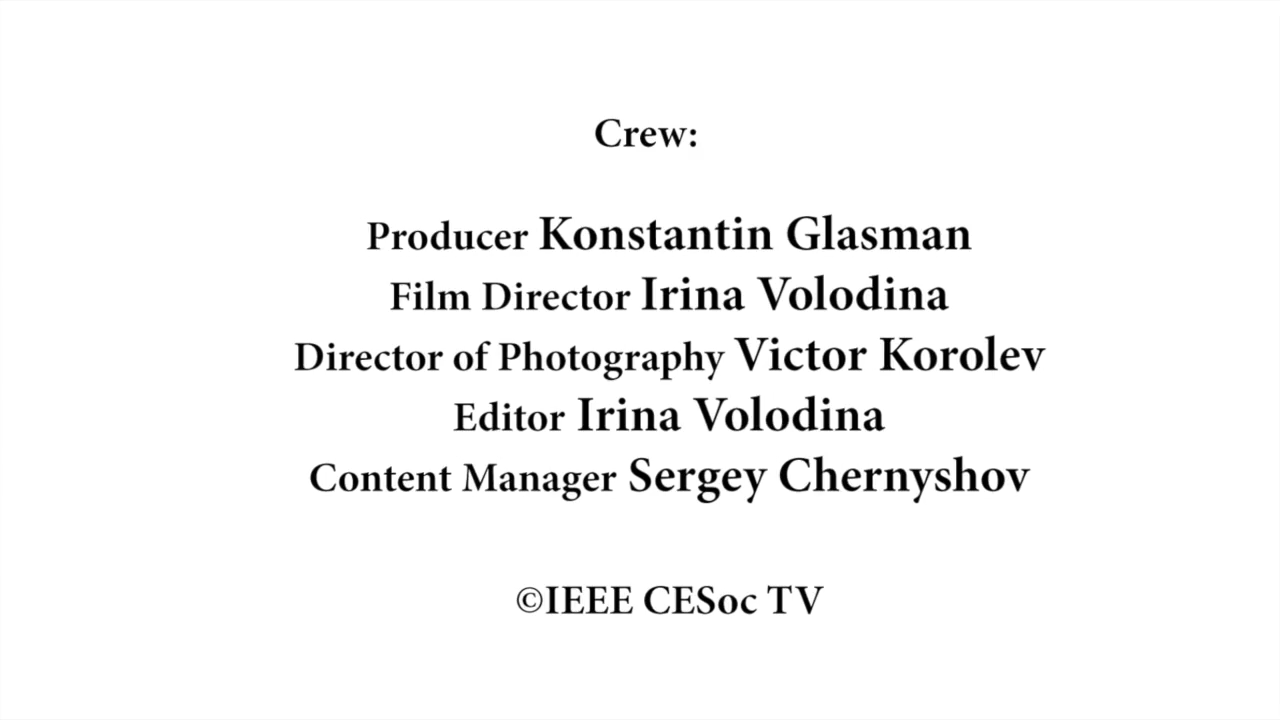 Crew:
Producer Konstantin Glasman
Film Director Irina Volodina
Director of Photography Victor Korolev
Editor Irina Volodina
Content Manager Sergey Chernyshov
©IEEE CESoc TV